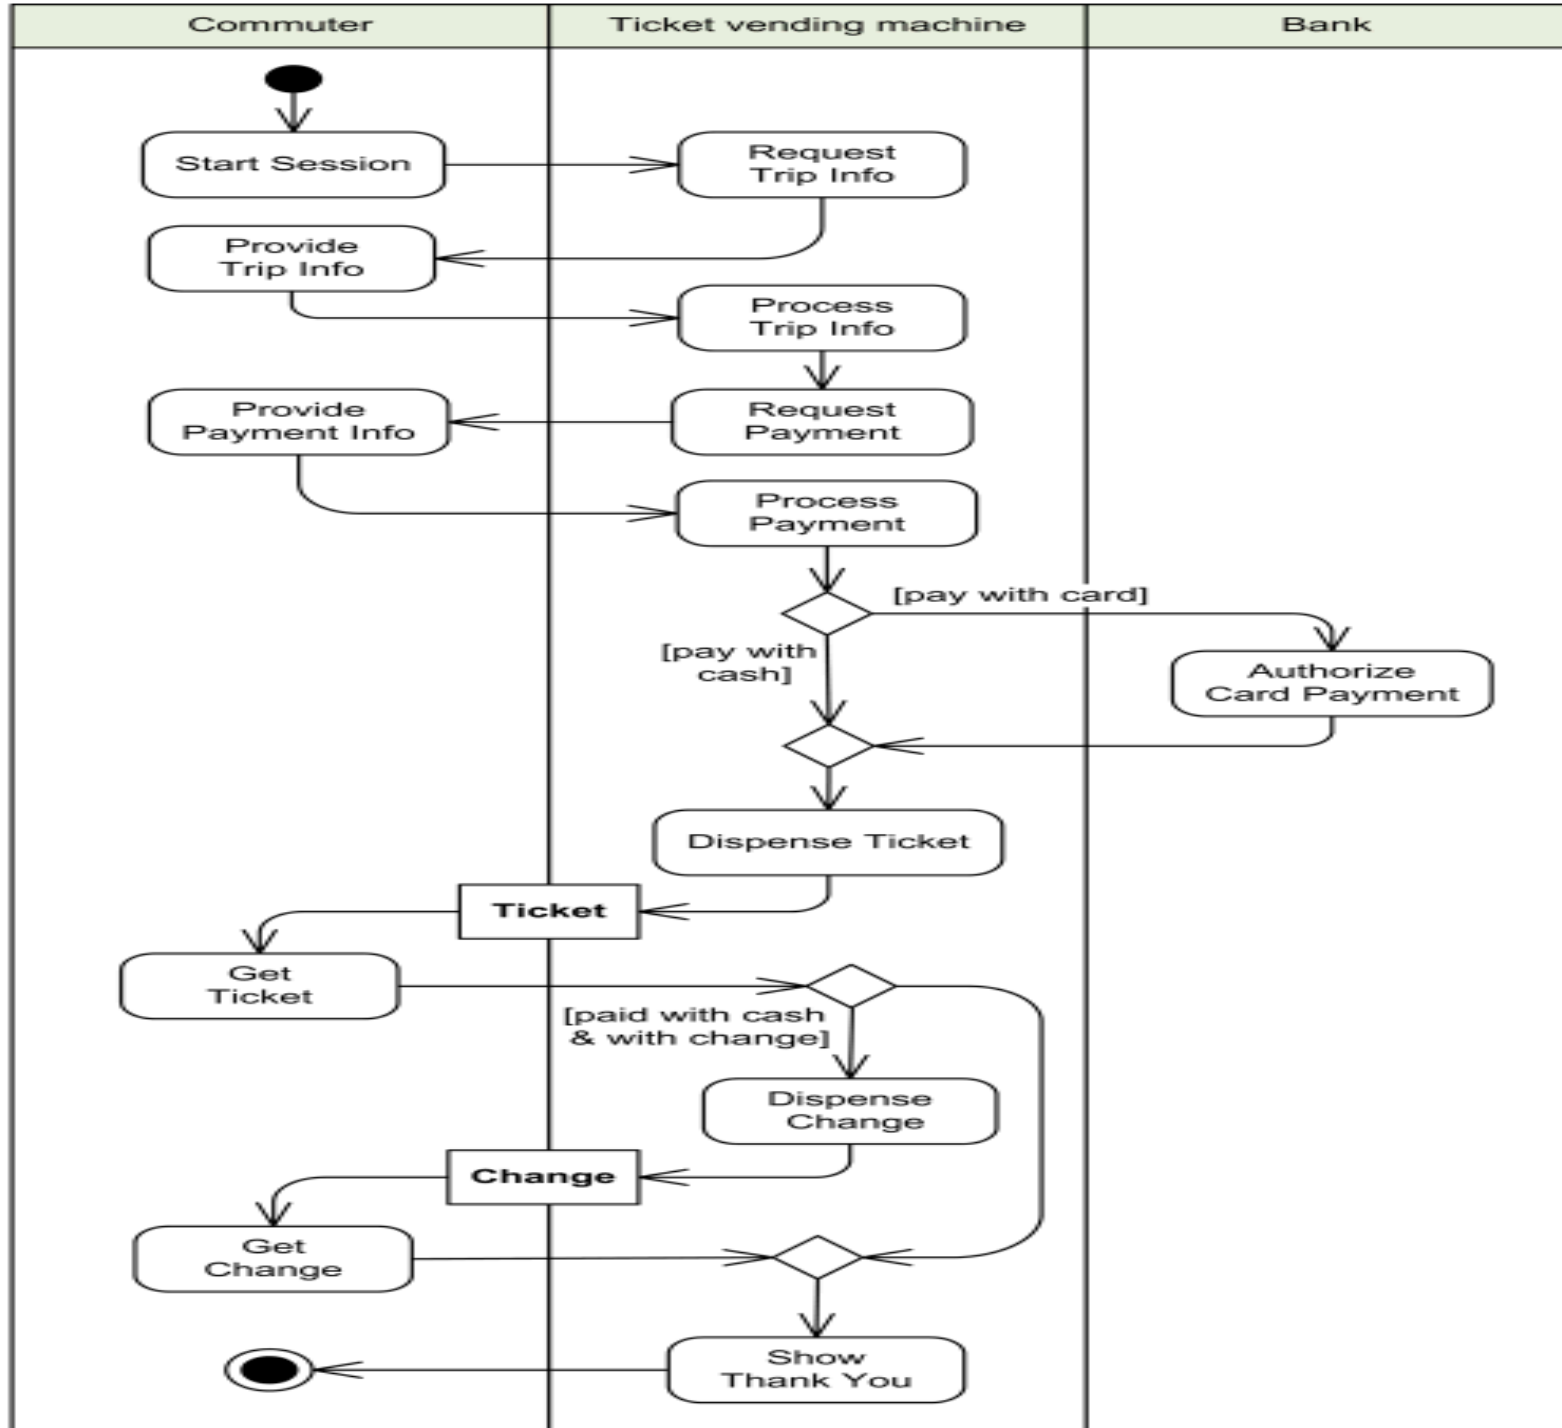 Commuter
Ticket vending machine
Bank
Start Session
Request
Trip Info
Provide
Trip Info
Process
Trip Info
Provide
Payment Info
Request
Payment
Process
Payment
[pay with card]
[pay with
cash]
Authorize
Card Payment
Dispense Ticket
Ticket
Get
Ticket
[paid with cash
& with change]
Dispense
Change
Change
Get
Change
Show
Thank You